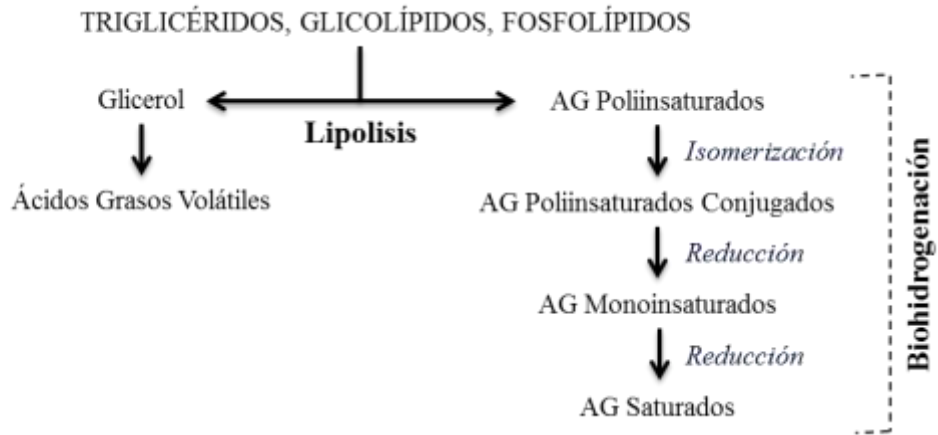 TRIGLICÉRIDOS, GLICOLÍPIDOS, FOSFOLÍPIDOS
Glicerol
AG Poliinsaturados
Lipolisis
Isomerización
Ácidos Grasos Volátiles
AG Poliinsaturados Conjugados
Reducción
AG Monoinsaturados
Reducción
AG Saturados
Biohidrogenación